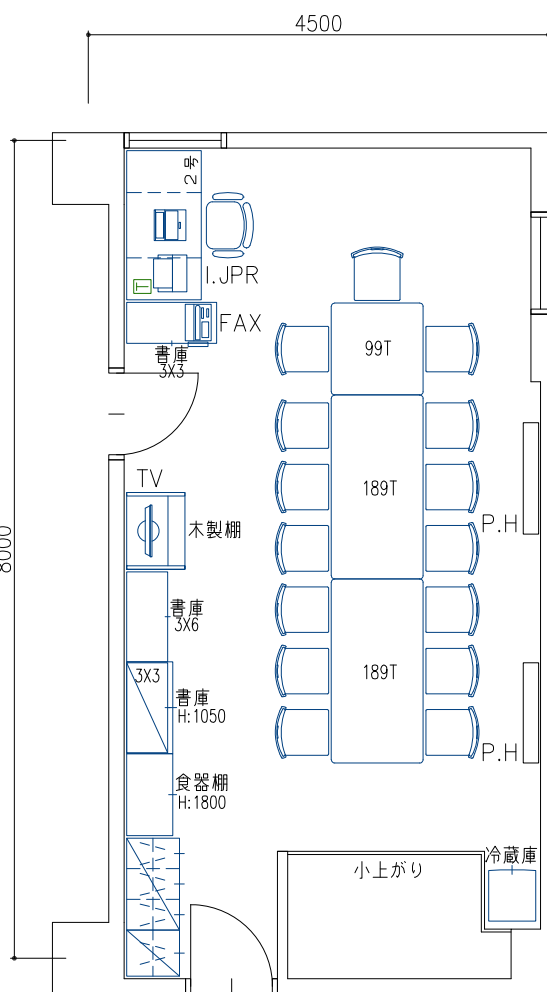 4500
2号
I.JPR
T
FAX
書庫
3X3
99T
TV
木製棚
189T
P.H
8000
書庫
3X6
3X3
書庫
H:1050
189T
P.H
食器棚
H:1800
小上がり
冷蔵庫